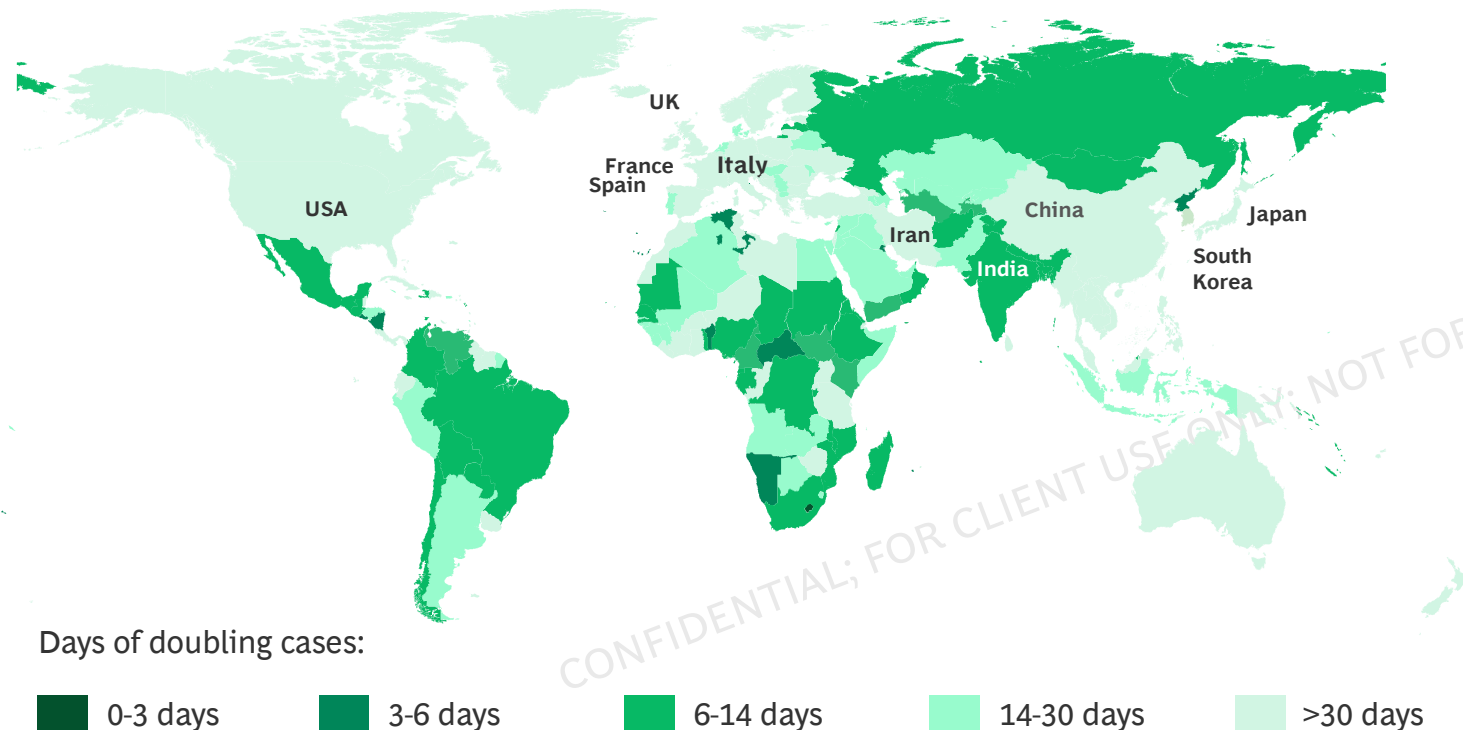 UK
France
Spain
Italy
USA
China
Japan
Iran
South
Korea
India
CONFIDENTIAL; FOR CLIENT USE ONLY; NOT FOR
Days of doubling cases:
0-3 days
3-6 days
6-14 days
14-30 days
>30 days